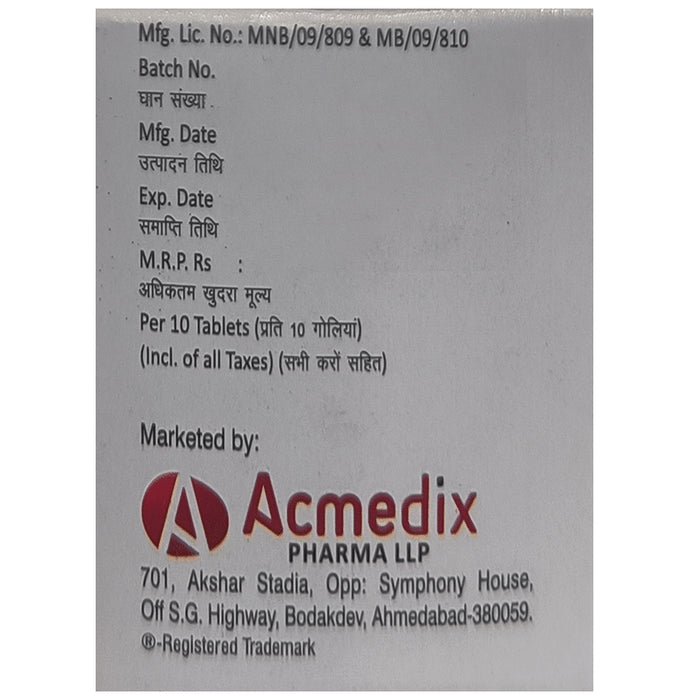 Mfg. Lic. No.: MNB/09/809 & MB/09/810
Batch No.
घान संख्या
Mfg. Date
उत्पादन तिथि
Exp. Date
समाप्ति तिथि
M.R.P. Rs :
अधिकतम खुदरा मूल्य
Per 10 Tablets (प्रति 10 गोलियां)
(Incl. of all Taxes) (सभी करों सहित)
Marketed by:
Acmedix
PHARMA LLP
701, Akshar Stadia, Opp: Symphony House,
Off S.G. Highway, Bodakdev, Ahmedabad-380059.
®-Registered Trademark